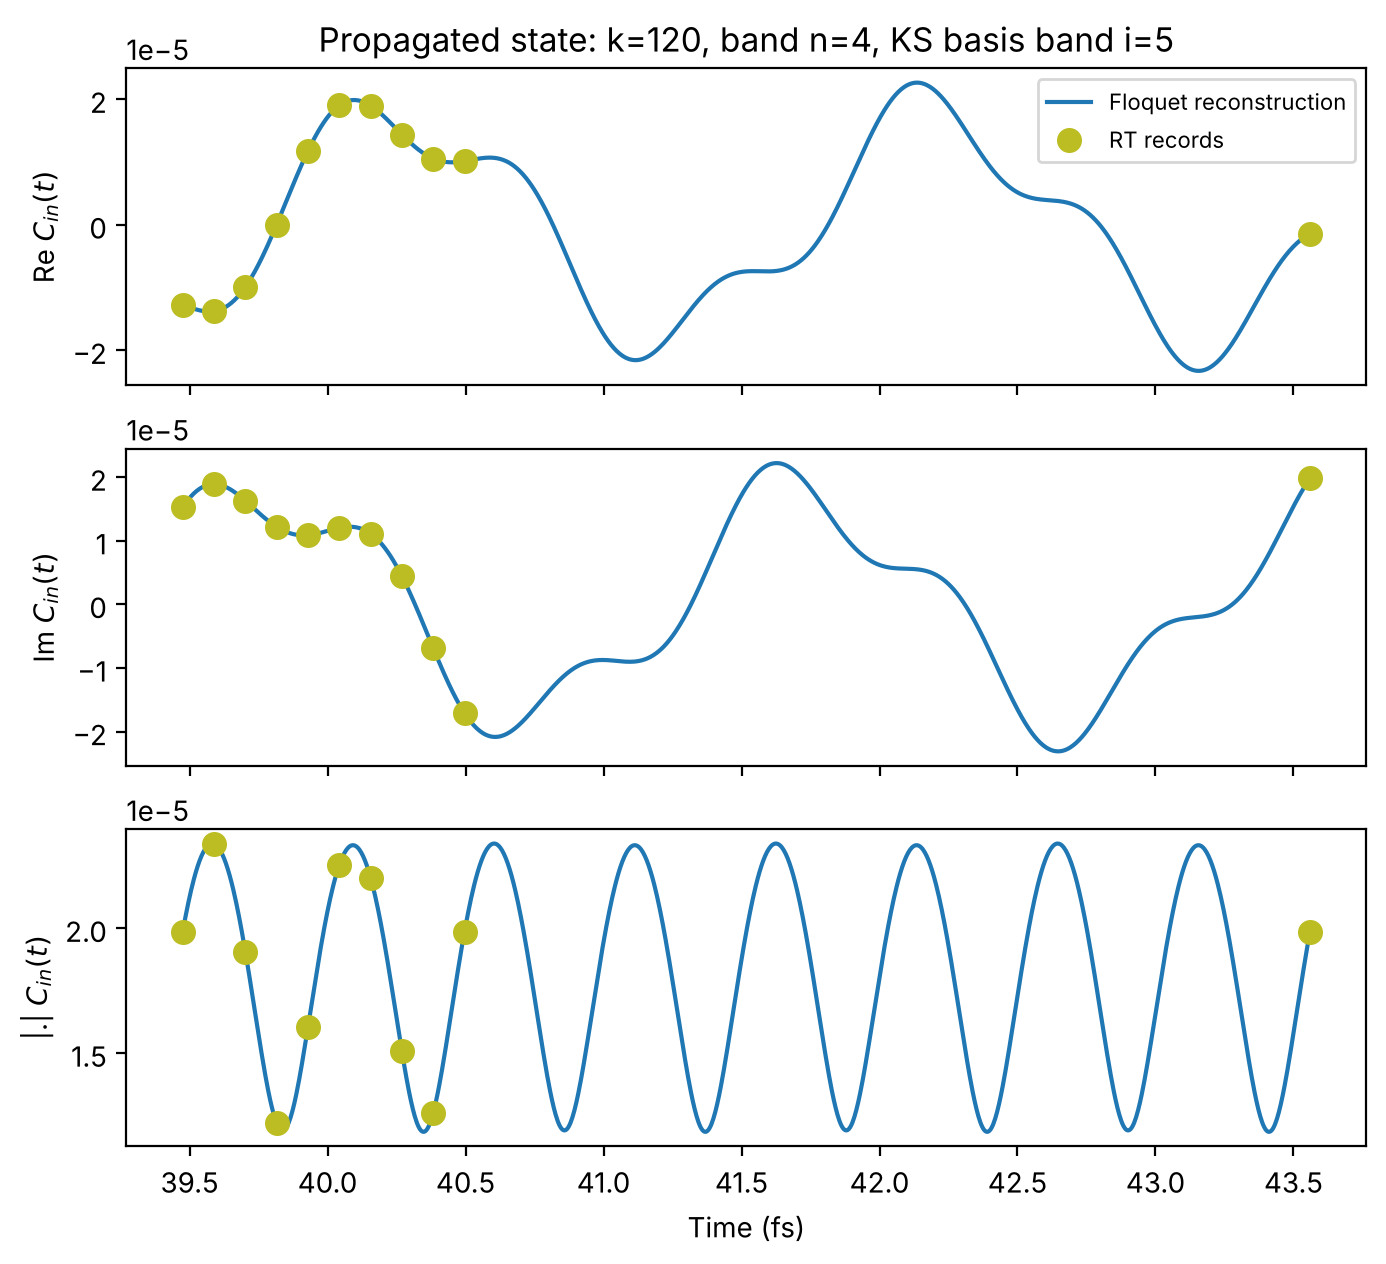 Propagated state: k=120, band n=4, KS basis band i=5
1e−5
2
0
−2
Re C_in(t)
Floquet reconstruction
RT records
1e−5
2
1
0
−1
−2
Im C_in(t)
1e−5
2.0
1.5
|.| C_in(t)
39.5 40.0 40.5 41.0 41.5 42.0 42.5 43.0 43.5
Time (fs)